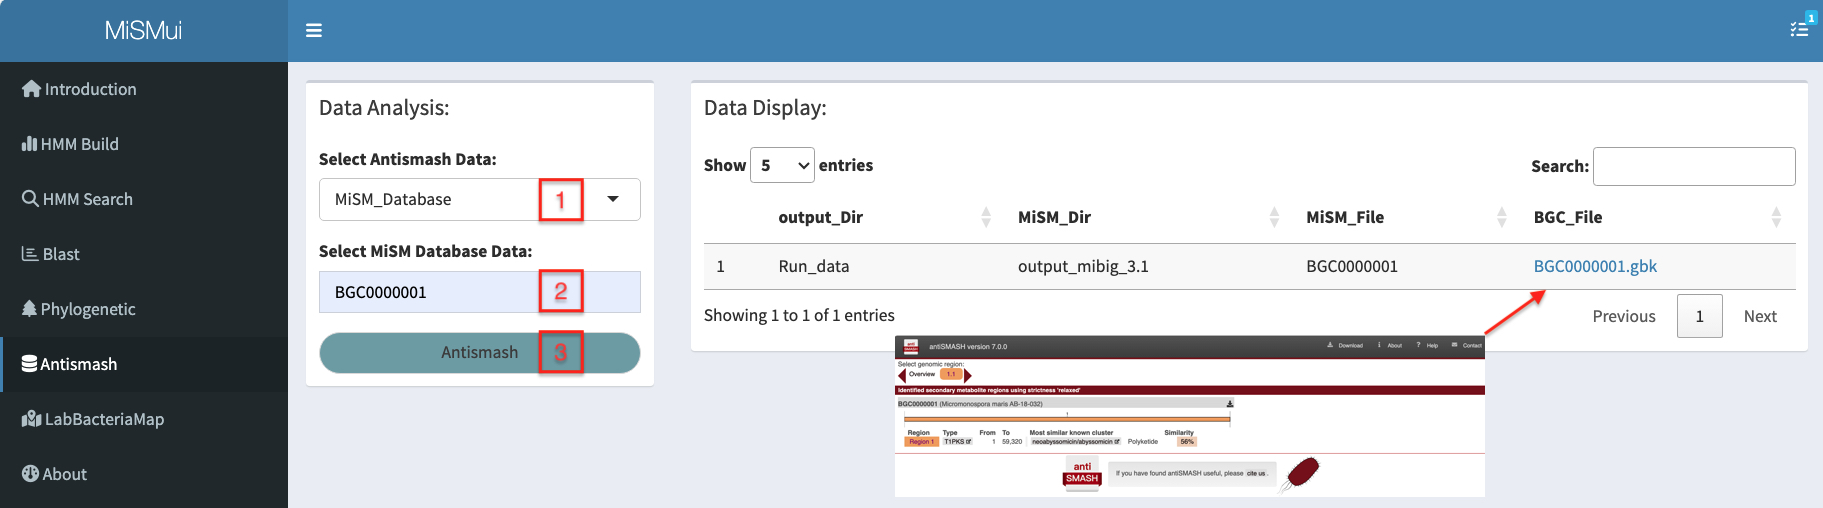 MiSMui
1
Introduction
HMM Build
HMM Search
Blast
Phylogenetic
Antismash
LabBacteriaMap
About
Data Analysis:
Select Antismash Data:
MiSM_Database 1
Select MiSM Database Data:
BGC0000001 2
Antismash 3
Data Display:
Show 5 entries Search:
output_Dir MiSM_Dir MiSM_File BGC_File
1 Run_data output_mibig_3.1 BGC0000001 BGC0000001.gbk
Showing 1 to 1 of 1 entries Previous 1 Next
anti SMASH antiSMASH version 7.0.0 Download About ? Help Contact
Select genomic region:
Overview 1.1
Identified secondary metabolite regions using strictness 'relaxed'
BGC0000001 (Micromonospora maris AB-18-032)
1
Region Type From To Most similar known cluster Similarity
Region 1 T1PKS 1 59,320 neoabyssomicin/abyssomicin Polyketide 56%
anti
SMASH
If you have found antiSMASH useful, please cite us.